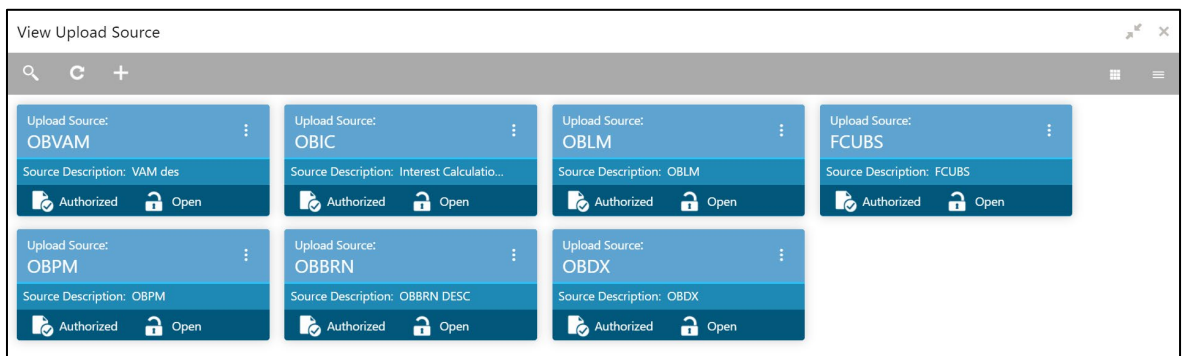 View Upload Source
Upload Source:
OBVAM
Source Description: VAM des
Authorized Open
Upload Source:
OBIC
Source Description: Interest Calculatio...
Authorized Open
Upload Source:
OBLM
Source Description: OBLM
Authorized Open
Upload Source:
FCUBS
Source Description: FCUBS
Authorized Open
Upload Source:
OBPM
Source Description: OBPM
Authorized Open
Upload Source:
OBBRN
Source Description: OBBRN DESC
Authorized Open
Upload Source:
OBDX
Source Description: OBDX
Authorized Open